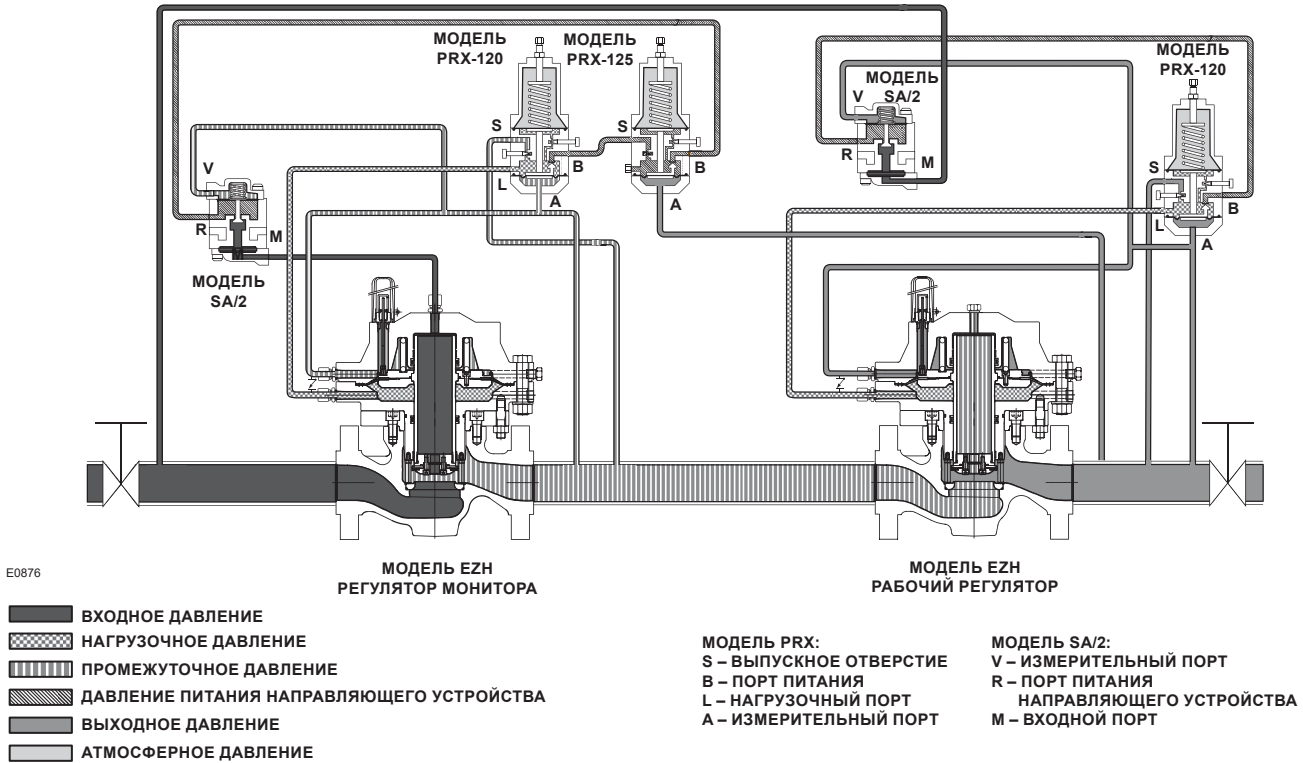 МОДЕЛЬ
PRX-120
МОДЕЛЬ
PRX-125
МОДЕЛЬ
PRX-120
МОДЕЛЬ
SA/2
V
R
M
S
B
L
A
S
B
A
S
B
L
A
V
R
M
МОДЕЛЬ
SA/2
МОДЕЛЬ EZH
РЕГУЛЯТОР МОНИТОРА
МОДЕЛЬ EZH
РАБОЧИЙ РЕГУЛЯТОР
E0876
ВХОДНОЕ ДАВЛЕНИЕ
НАГРУЗОЧНОЕ ДАВЛЕНИЕ
ПРОМЕЖУТОЧНОЕ ДАВЛЕНИЕ
ДАВЛЕНИЕ ПИТАНИЯ НАПРАВЛЯЮЩЕГО УСТРОЙСТВА
ВЫХОДНОЕ ДАВЛЕНИЕ
АТМОСФЕРНОЕ ДАВЛЕНИЕ
МОДЕЛЬ PRX:
S – ВЫПУСКНОЕ ОТВЕРСТИЕ
B – ПОРТ ПИТАНИЯ
L – НАГРУЗОЧНЫЙ ПОРТ
A – ИЗМЕРИТЕЛЬНЫЙ ПОРТ
МОДЕЛЬ SA/2:
V – ИЗМЕРИТЕЛЬНЫЙ ПОРТ
R – ПОРТ ПИТАНИЯ
НАПРАВЛЯЮЩЕГО УСТРОЙСТВА
M – ВХОДНОЙ ПОРТ